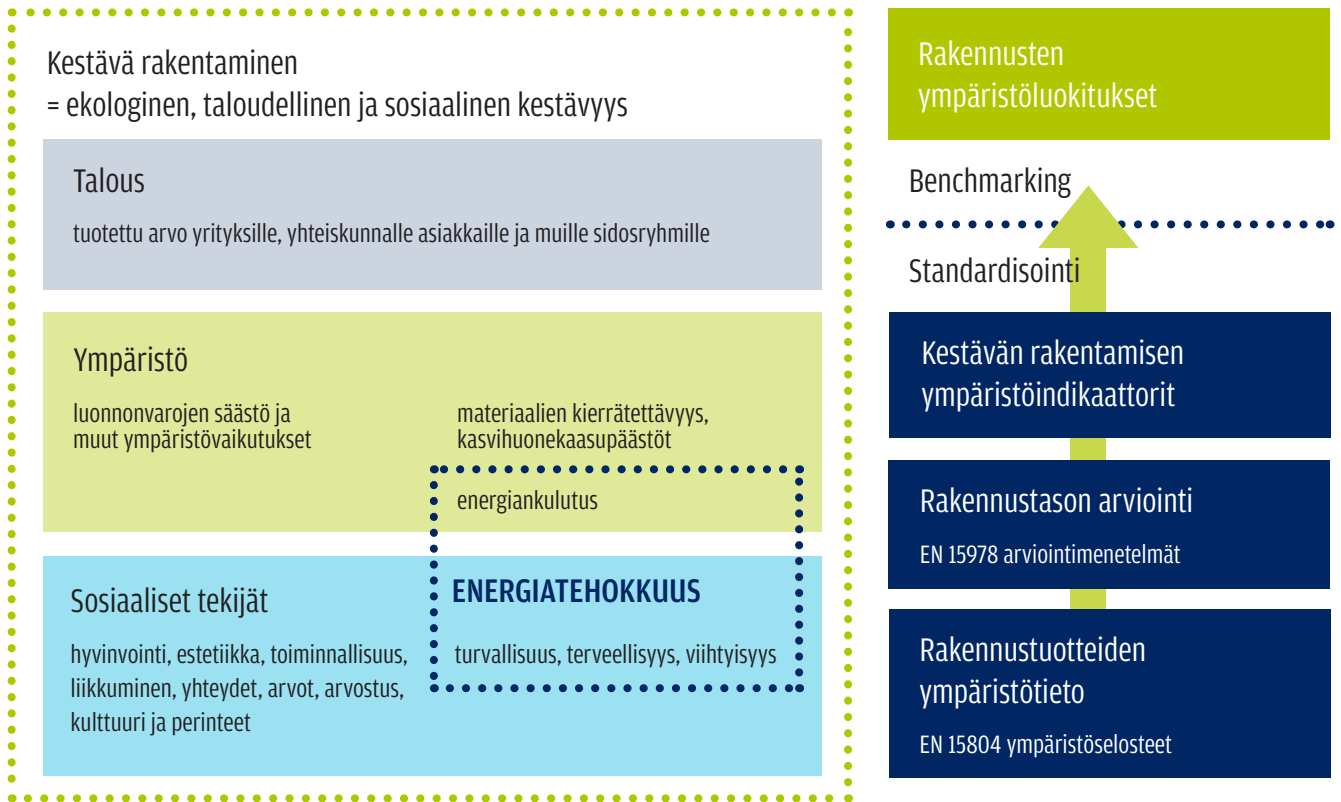 Kestävä rakentaminen
= ekologinen, taloudellinen ja sosiaalinen kestävyys
Talous
tuotettu arvo yrityksille, yhteiskunnalle asiakkaille ja muille sidosryhmille
Ympäristö
luonnonvarojen säästö ja
muut ympäristövaikutukset
materiaalien kierrätettävyys,
kasvihuonekaasupäästöt
energiankulutus
Sosiaaliset tekijät
hyvinvointi, estetiikka, toiminnallisuus,
liikkuminen, yhteydet, arvot, arvostus,
kulttuuri ja perinteet
ENERGIATEHOKKUUS
turvallisuus, terveellisyys, viihtyisyys
Rakennusten
ympäristöluokitukset
Benchmarking
Standardisointi
Kestävän rakentamisen
ympäristöindikaattorit
Rakennustason arviointi
EN 15978 arviointimenetelmät
Rakennustuotteiden
ympäristötieto
EN 15804 ympäristöselosteet